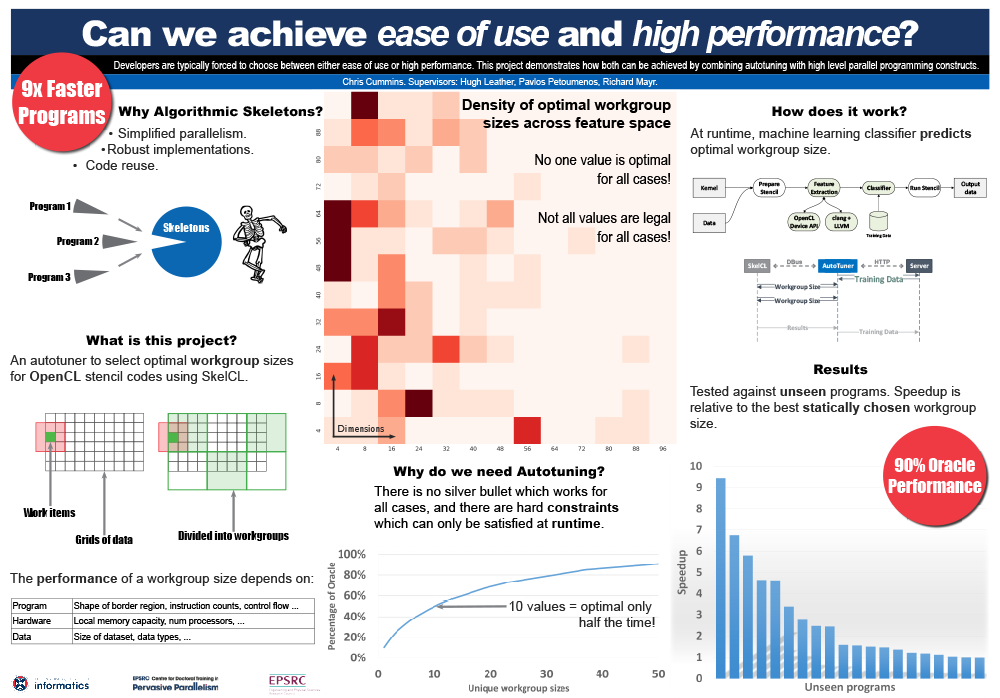 Can we achieve ease of use and high performance?
Developers are typically forced to choose between either ease of use or high performance. This project demonstrates how both can be achieved by combining autotuning with high level parallel programming constructs.
Chris Cummins. Supervisors: Hugh Leather, Pavlos Petoumenos, Richard Mayr.
9x Faster
Programs
Why Algorithmic Skeletons?
• Simplified parallelism.
• Robust implementations.
• Code reuse.
Program 1
Program 2
Program 3
Skeletons
What is this project?
An autotuner to select optimal workgroup sizes
for OpenCL stencil codes using SkelCL.
Work items
Grids of data
Divided into workgroups
The performance of a workgroup size depends on:
Program Shape of border region, instruction counts, control flow ...
Hardware Local memory capacity, num processors, ...
Data Size of dataset, data types, ...
informatics
EPSRC Centre for Doctoral Training in
Pervasive Parallelism
EPSRC
Density of optimal workgroup
sizes across feature space
No one value is optimal
for all cases!
Not all values are legal
for all cases!
88
80
72
64
56
48
40
32
24
16
8
4
Dimensions
4 8 16 24 32 40 48 56 64 72 80 88 96
Why do we need Autotuning?
There is no silver bullet which works for
all cases, and there are hard constraints
which can only be satisfied at runtime.
Percentage of Oracle
100%
80%
60%
40%
20%
0%
10 values = optimal only
half the time!
0 10 20 30 40 50
Unique workgroup sizes
How does it work?
At runtime, machine learning classifier predicts
optimal workgroup size.
Kernel
Data
Prepare
Stencil
Feature
Extraction
Classifier
Run Stencil
Output
data
OpenCL
Device API
clang +
LLVM
Training Data
SkelCL
DBus
AutoTuner
HTTP
Server
Training Data
Workgroup Size
Workgroup Size
Results
Training Data
Results
Tested against unseen programs. Speedup is
relative to the best statically chosen workgroup
size.
90% Oracle
Performance
Speedup
10
9
8
7
6
5
4
3
2
1
0
Unseen programs